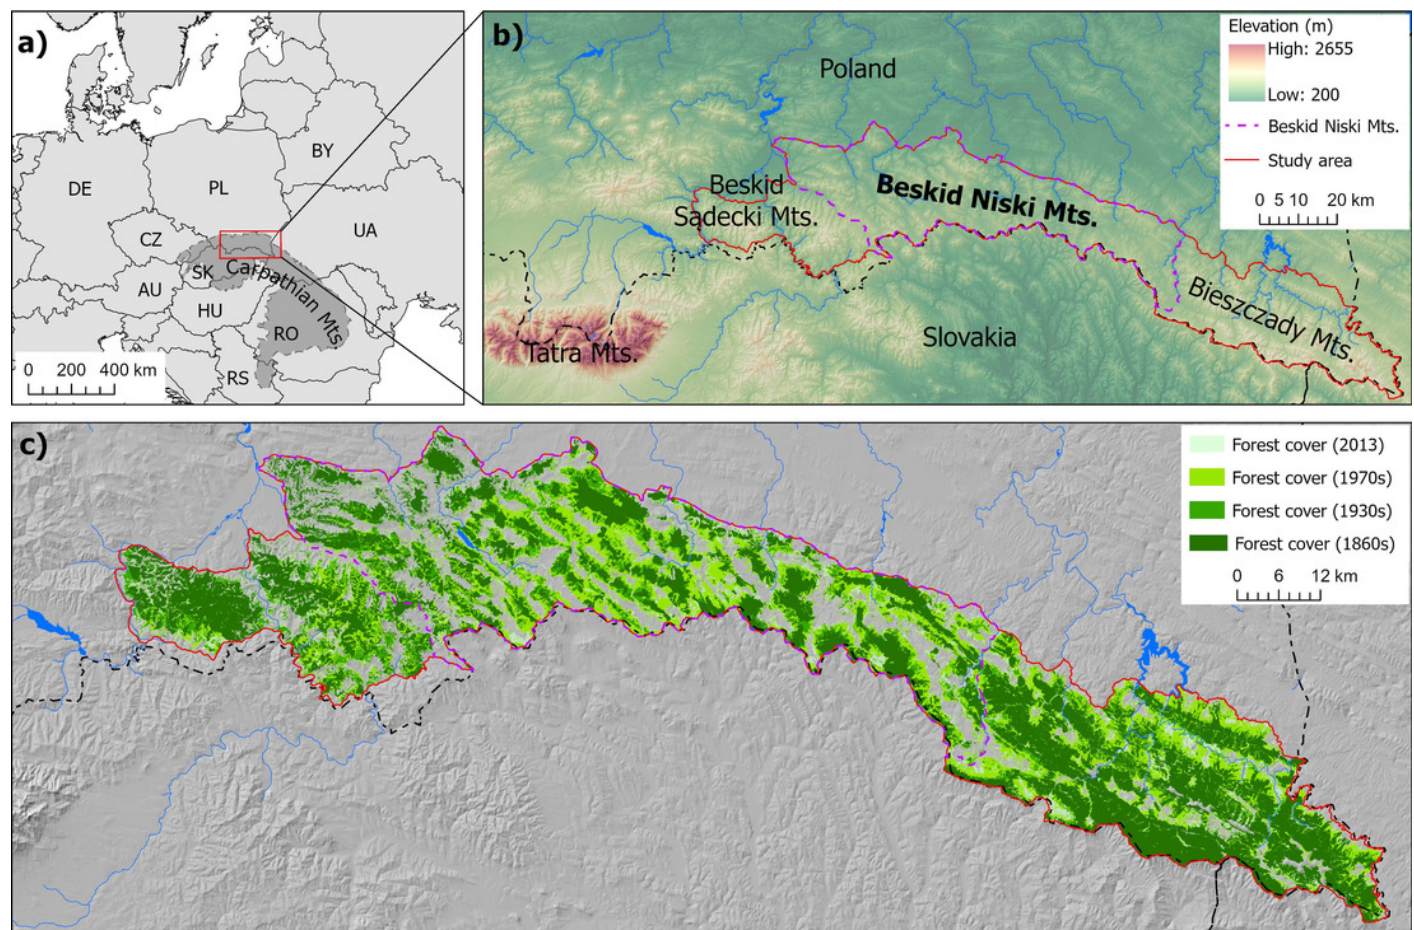 a)
BY
DE
PL
UA
CZ
SK
Carpathian Mts.
AU
HU
RO
RS
0 200 400 km
b)
Poland
Beskid
Sądecki Mts.
Beskid Niski Mts.
Bieszczady Mts.
Slovakia
Tatra Mts.
Elevation (m)
High: 2655
Low: 200
Beskid Niski Mts.
Study area
0 5 10 20 km
c)
Forest cover (2013)
Forest cover (1970s)
Forest cover (1930s)
Forest cover (1860s)
0 6 12 km